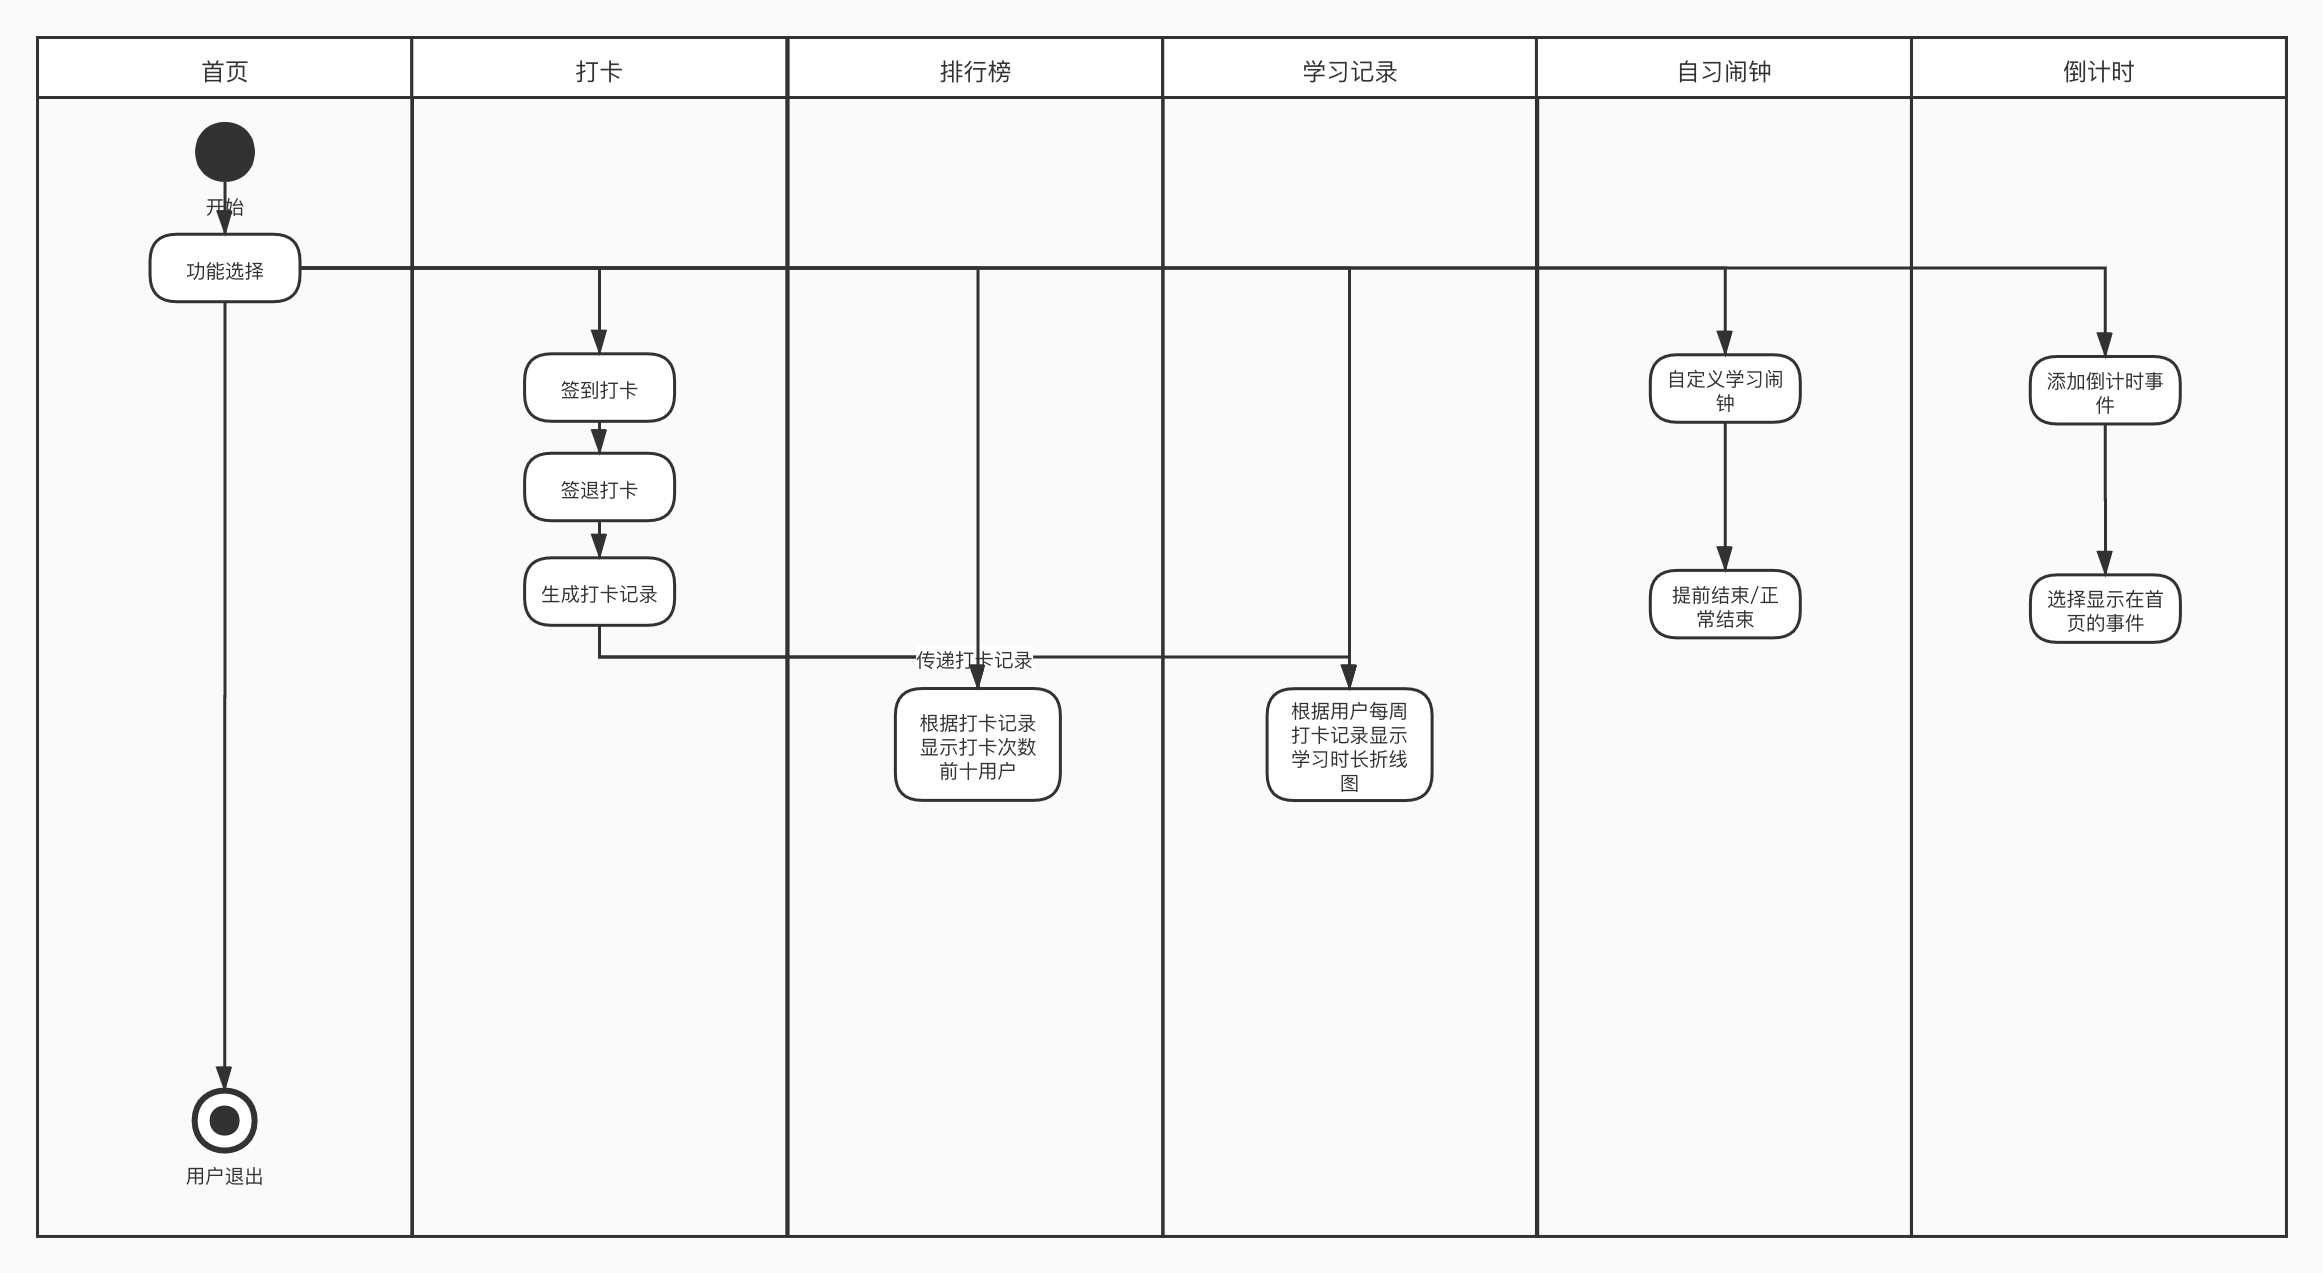 首页
打卡
排行榜
学习记录
自习闹钟
倒计时
开始
功能选择
签到打卡
自定义学习闹
钟
添加倒计时事
件
签退打卡
生成打卡记录
提前结束/正
常结束
选择显示在首
页的事件
传递打卡记录
根据打卡记录
显示打卡次数
前十用户
根据用户每周
打卡记录显示
学习时长折线
图
用户退出